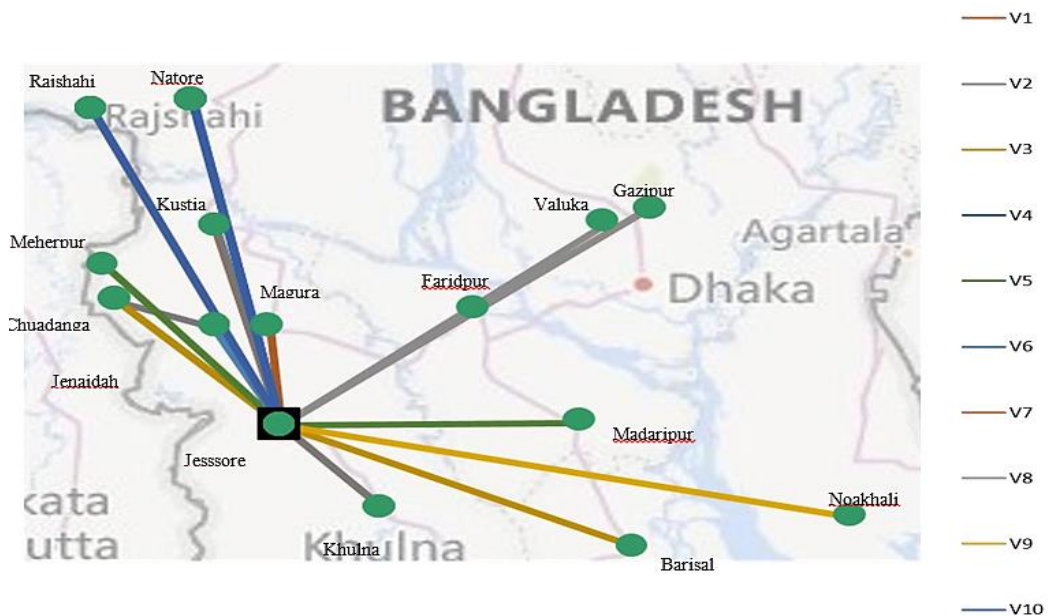 V1
Natore
Raishahi
Rajshahi
BANGLADESH
V2
V3
Gazipur
Kustia
Valuka
V4
Meherpur
Agartala
Faridpur
V5
Magura
Dhaka
Chuadanga
V6
Jenaidah
V7
Madaripur
Jesssore
V8
Noakhali
kata
utta
Khulna
Khulna
V9
Barisal
V10